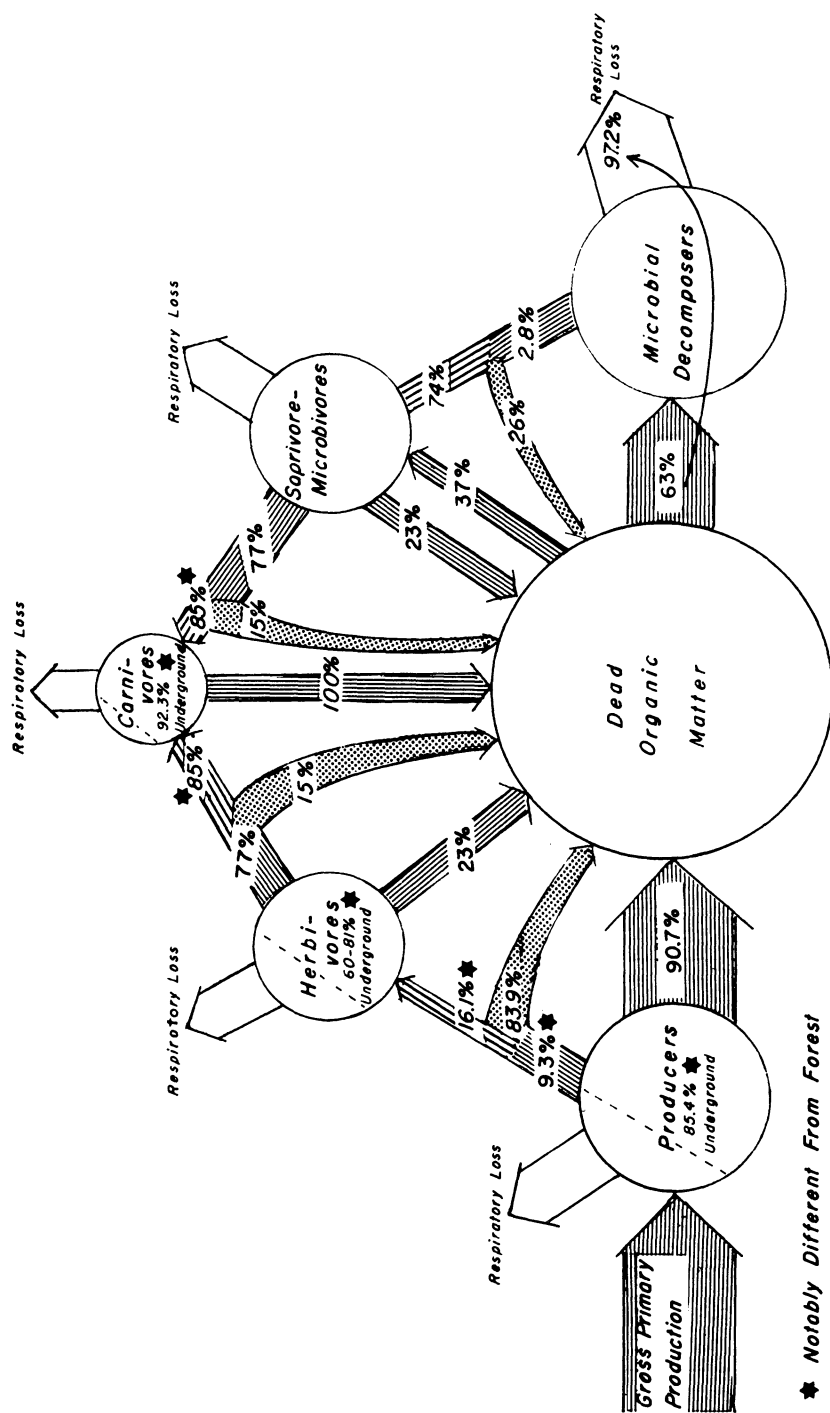 Gross Primary
Production
Respiratory Loss
Producers
85.4% ✶
Underground
90.7%
9.3% ✶
83.9%
16.1% ✶
Respiratory Loss
Herbi-
vores
60-81% ✶
Underground
23%
77%
15%
✶ 85%
Respiratory Loss
Carni-
vores
92.3% ✶
Underground
100%
85% ✶
15%
77%
Respiratory Loss
Saprivore-
Microbivores
23%
37%
74%
26%
2.8%
Dead
Organic
Matter
63%
Microbial
Decomposers
97.2%
Respiratory
Loss
✶ Notably Different From Forest